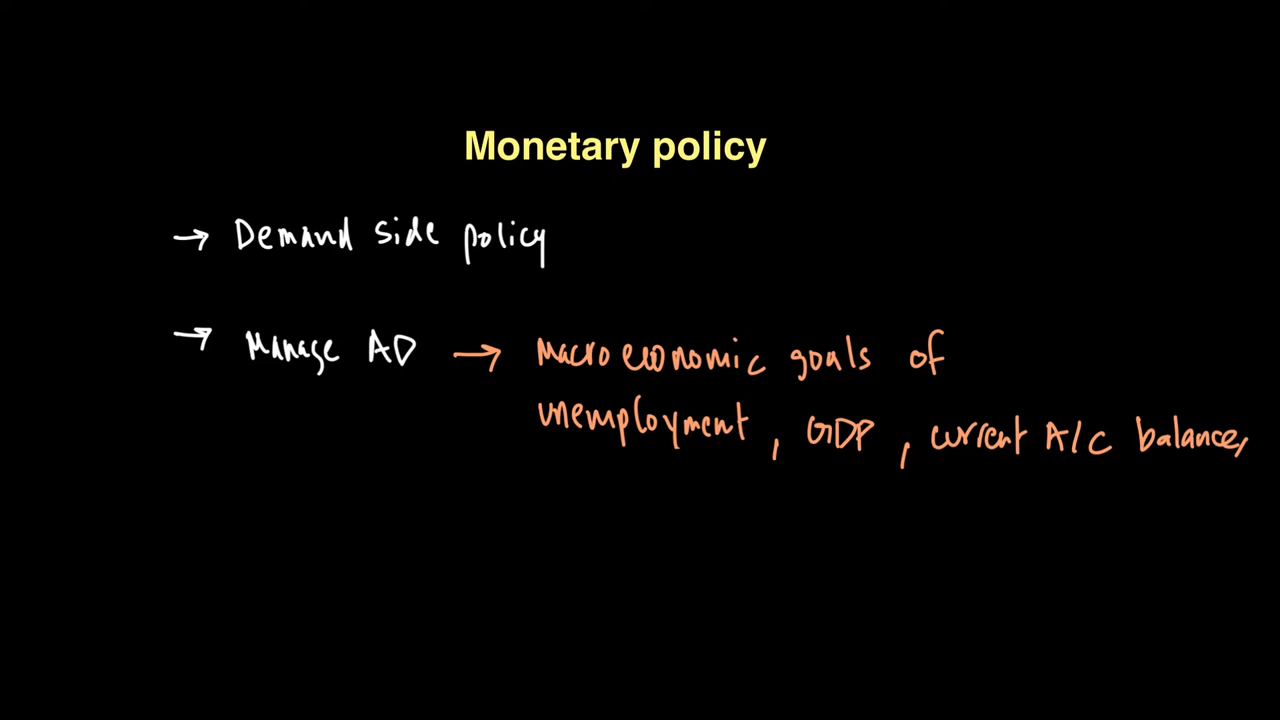 Monetary policy
→ Demand side policy
→ Manage AD → Macroeconomic goals of
unemployment, GDP, current A/C balance,